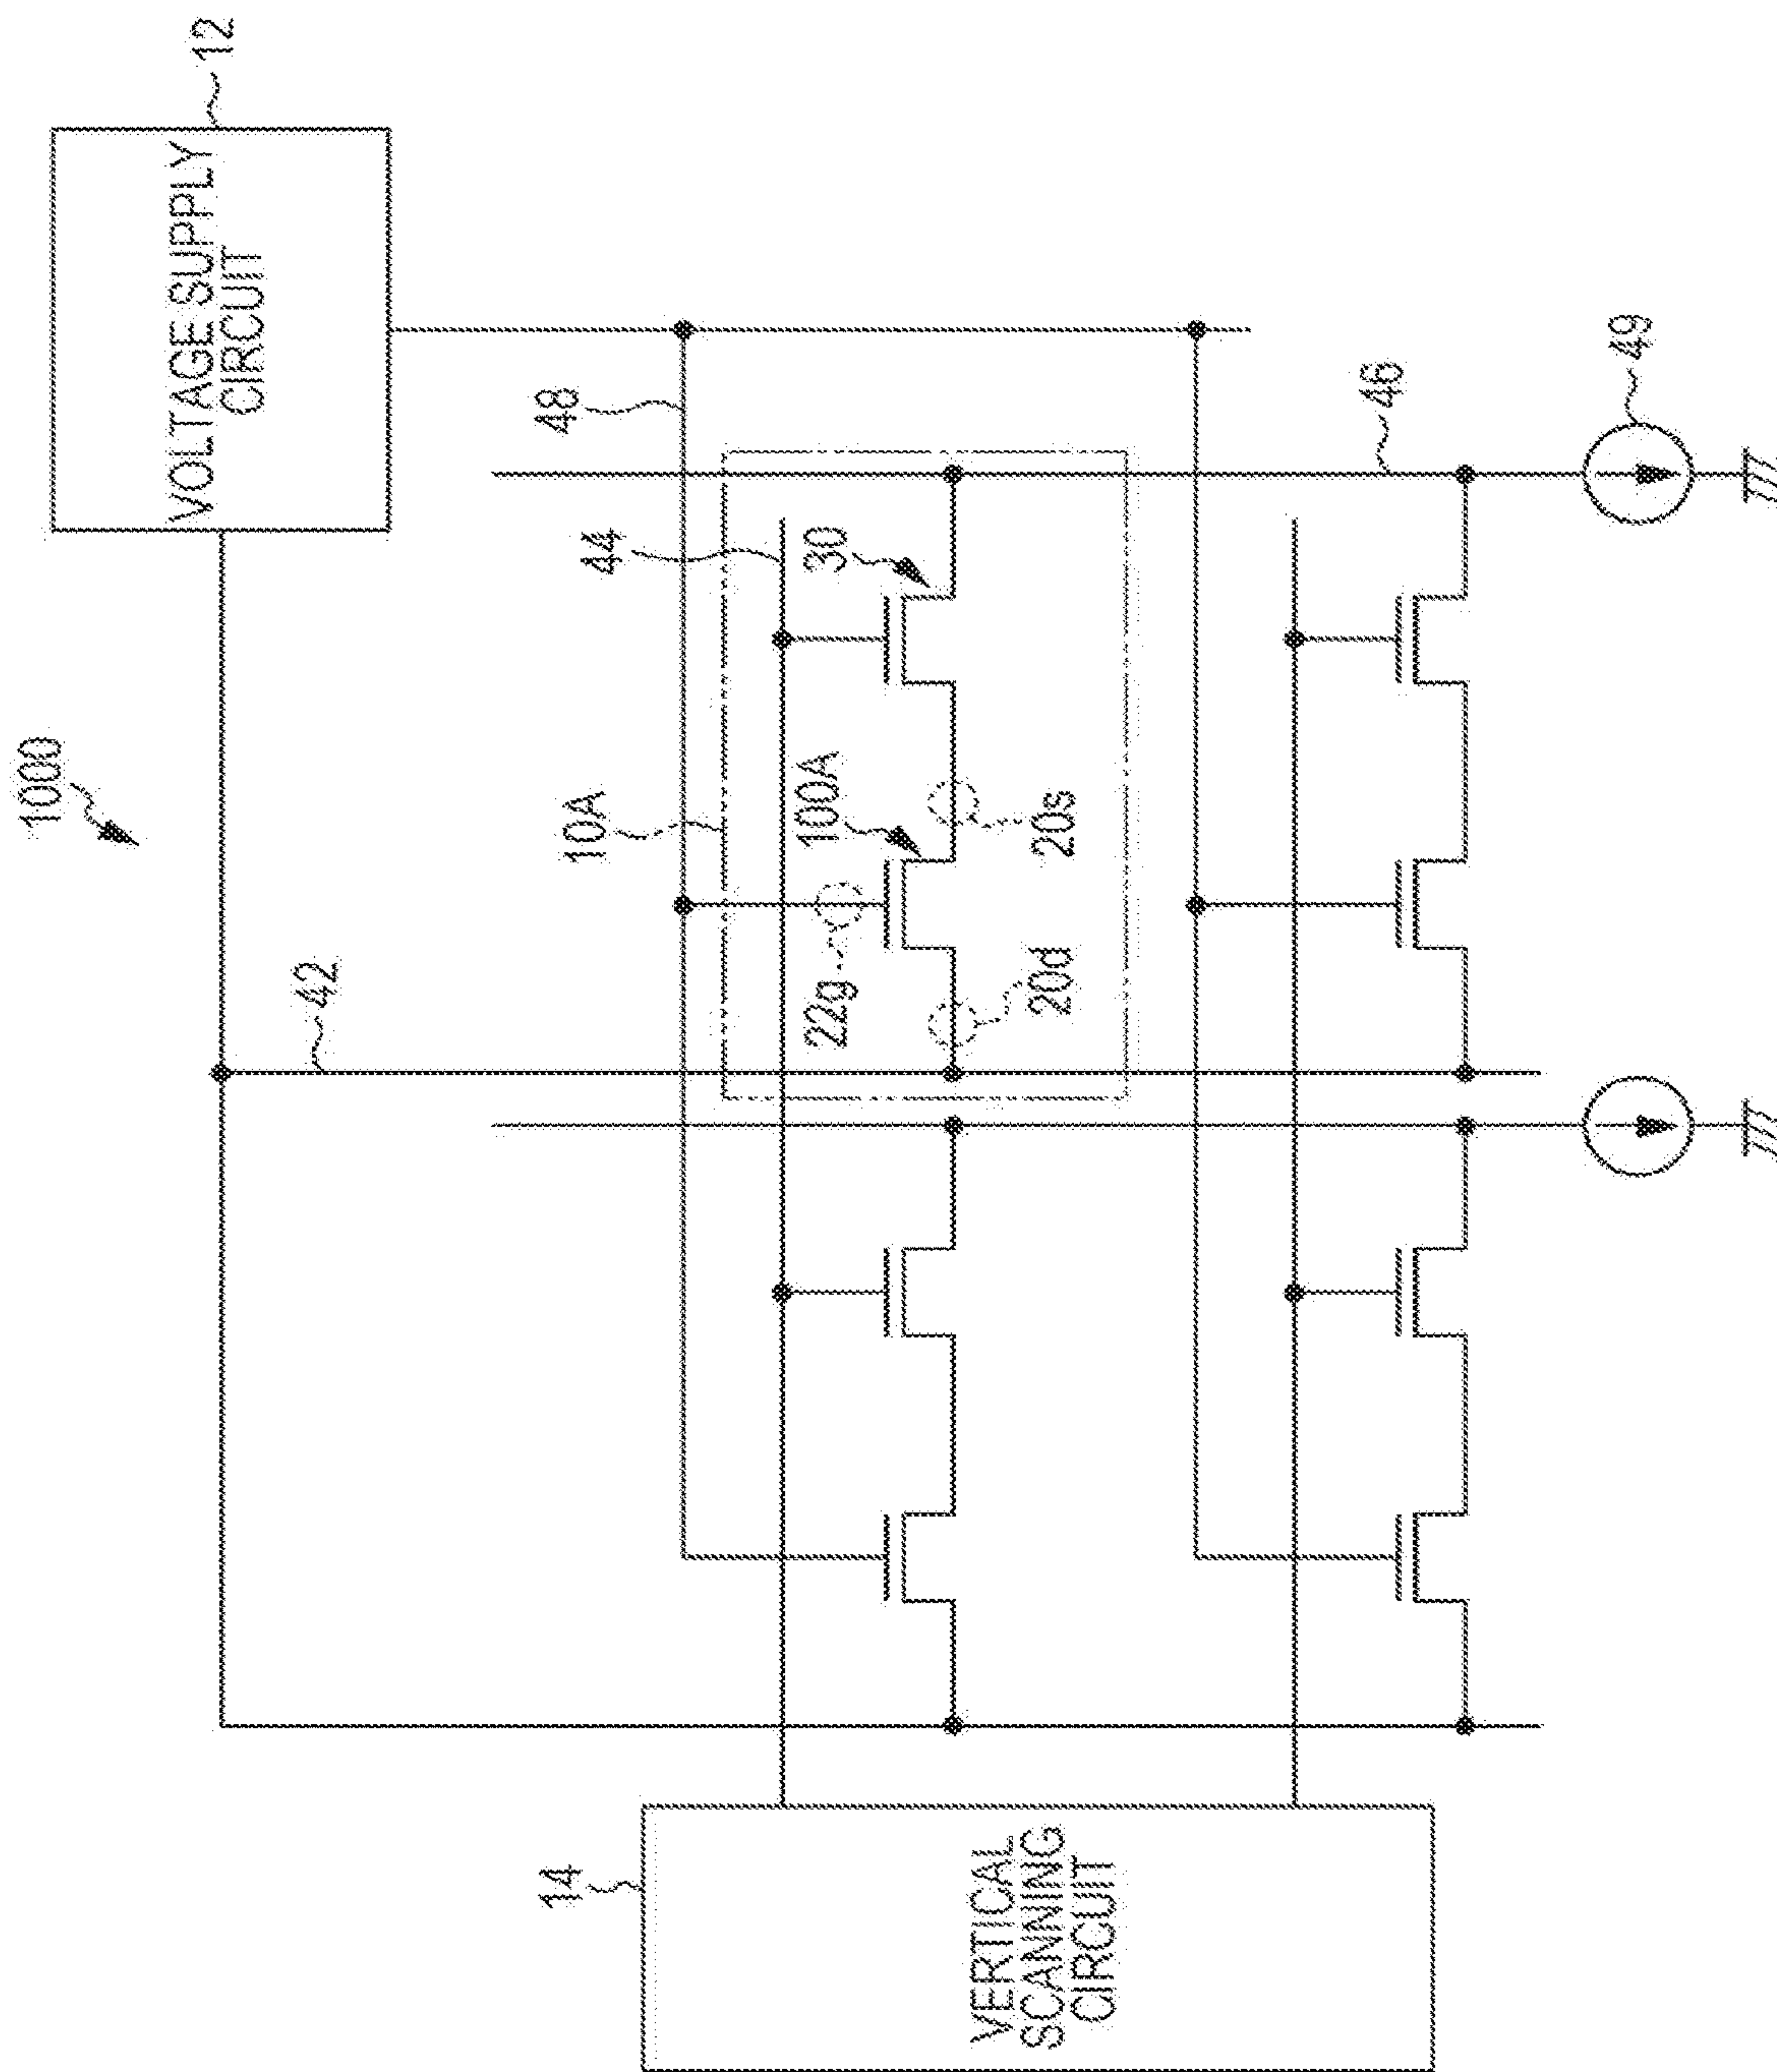 1000
VOLTAGE SUPPLY
CIRCUIT
12
42
48
44
10A
30
100A
22g
20s
20d
46
49
14
VERTICAL
SCANNING
CIRCUIT